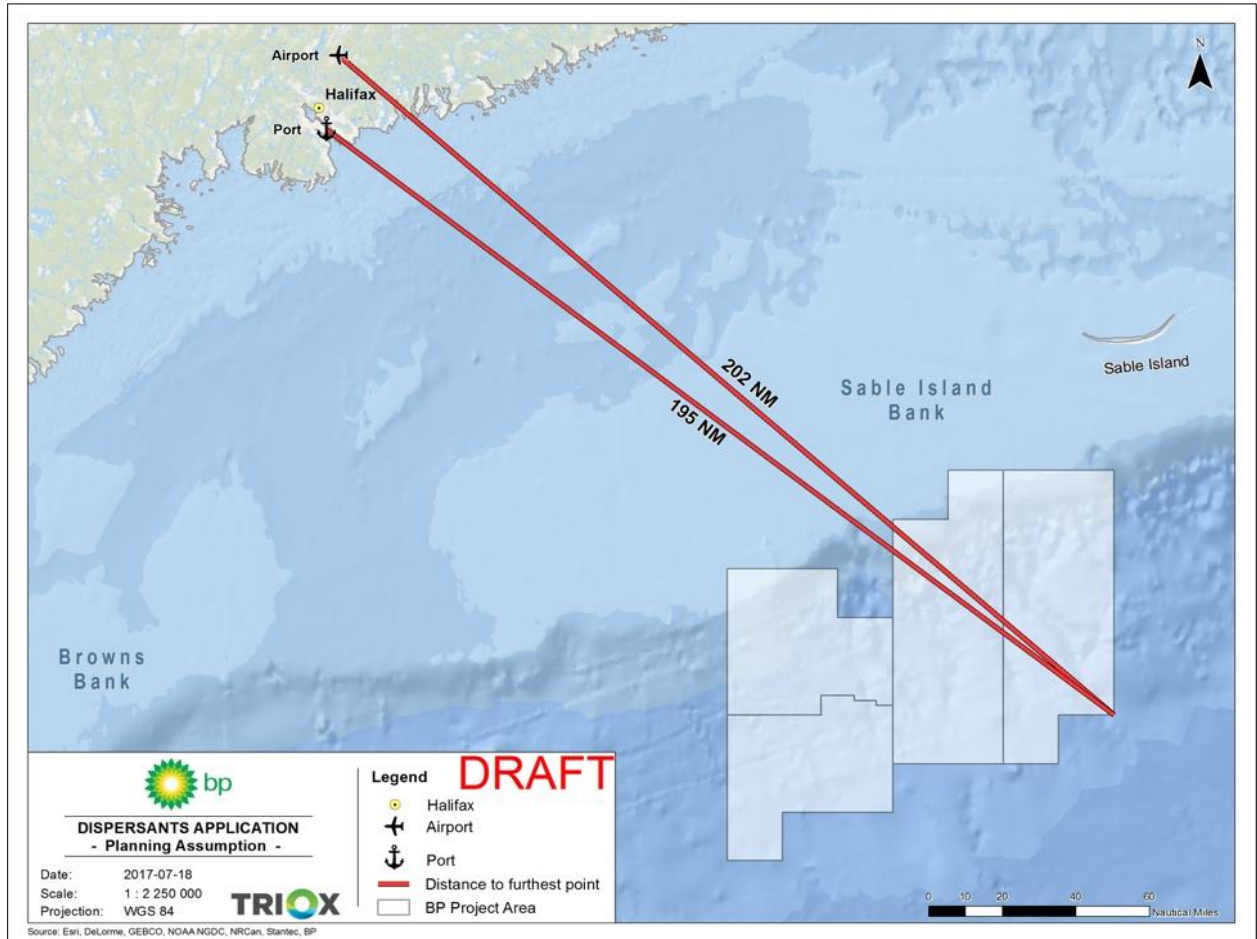 N
Airport
Halifax
Port
202 NM
195 NM
Sable Island
Sable Island
Bank
Browns
Bank
bp
DISPERSANTS APPLICATION
- Planning Assumption -
Date: 2017-07-18
Scale: 1 : 2 250 000
Projection: WGS 84
TRIOX
Legend
DRAFT
Halifax
Airport
Port
Distance to furthest point
BP Project Area
0 20 40 60
Nautical Miles
Source: Esri, DeLorme, GEBCO, NOAA NGDC, NRCan, Stantec, BP